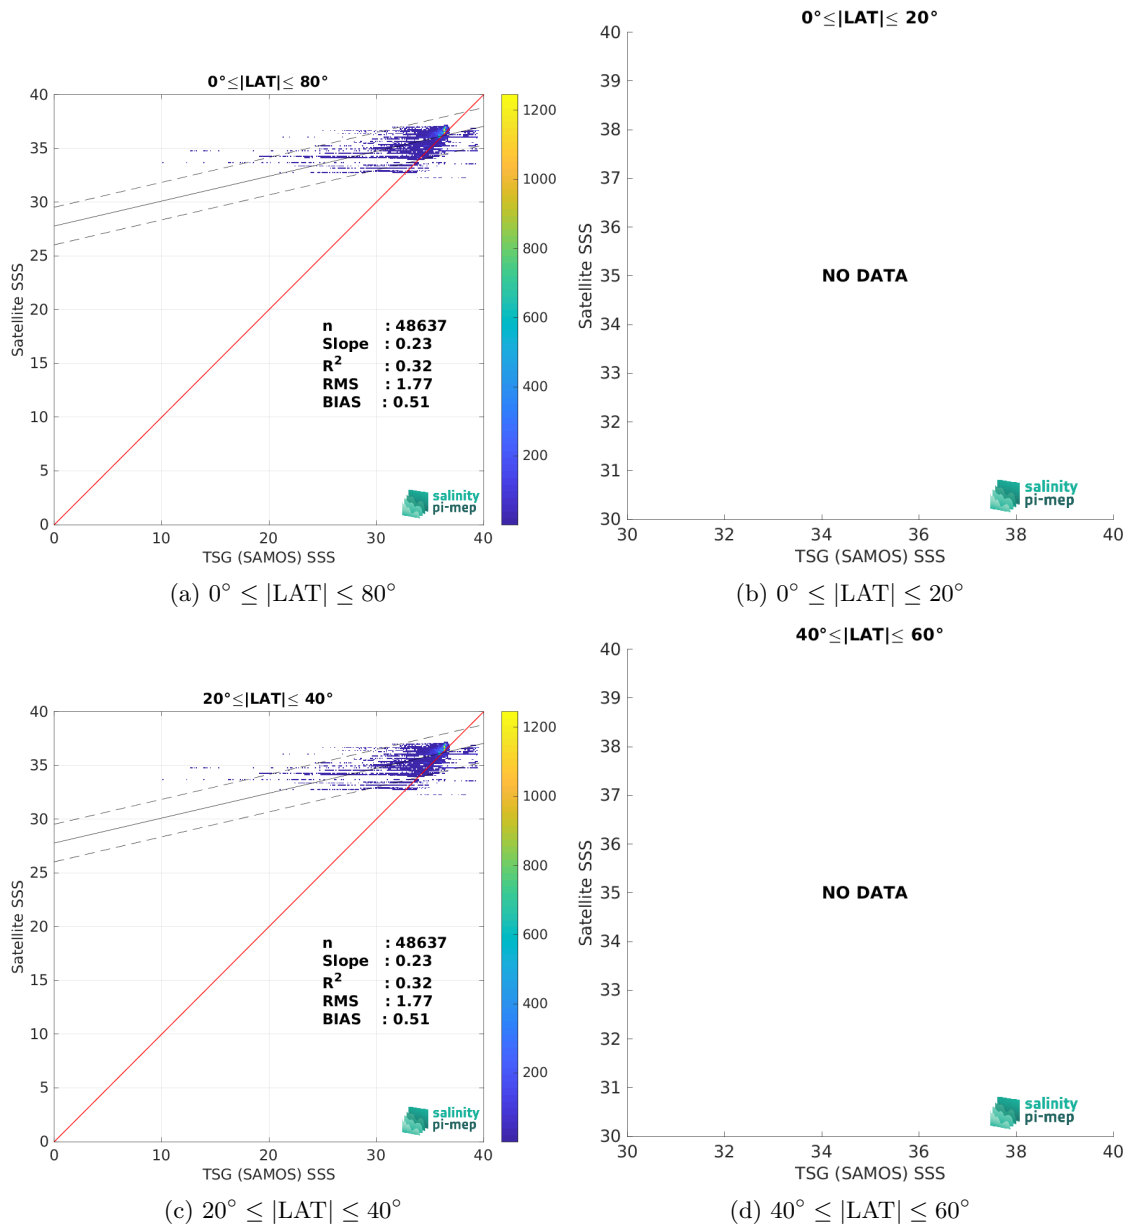 0°≤|LAT|≤ 80°
40
35
30
25
20
15
10
5
0
Satellite SSS
n : 48637
Slope : 0.23
R² : 0.32
RMS : 1.77
BIAS : 0.51
salinity
pi-mep
0 10 20 30 40
TSG (SAMOS) SSS
1200
1000
800
600
400
200
(a) 0° ≤ |LAT| ≤ 80°
0°≤|LAT|≤ 20°
40
39
38
37
36
35
34
33
32
31
30
Satellite SSS
NO DATA
salinity
pi-mep
30 32 34 36 38 40
TSG (SAMOS) SSS
(b) 0° ≤ |LAT| ≤ 20°
20°≤|LAT|≤ 40°
40
35
30
25
20
15
10
5
0
Satellite SSS
n : 48637
Slope : 0.23
R² : 0.32
RMS : 1.77
BIAS : 0.51
salinity
pi-mep
0 10 20 30 40
TSG (SAMOS) SSS
1200
1000
800
600
400
200
(c) 20° ≤ |LAT| ≤ 40°
40°≤|LAT|≤ 60°
40
39
38
37
36
35
34
33
32
31
30
Satellite SSS
NO DATA
salinity
pi-mep
30 32 34 36 38 40
TSG (SAMOS) SSS
(d) 40° ≤ |LAT| ≤ 60°